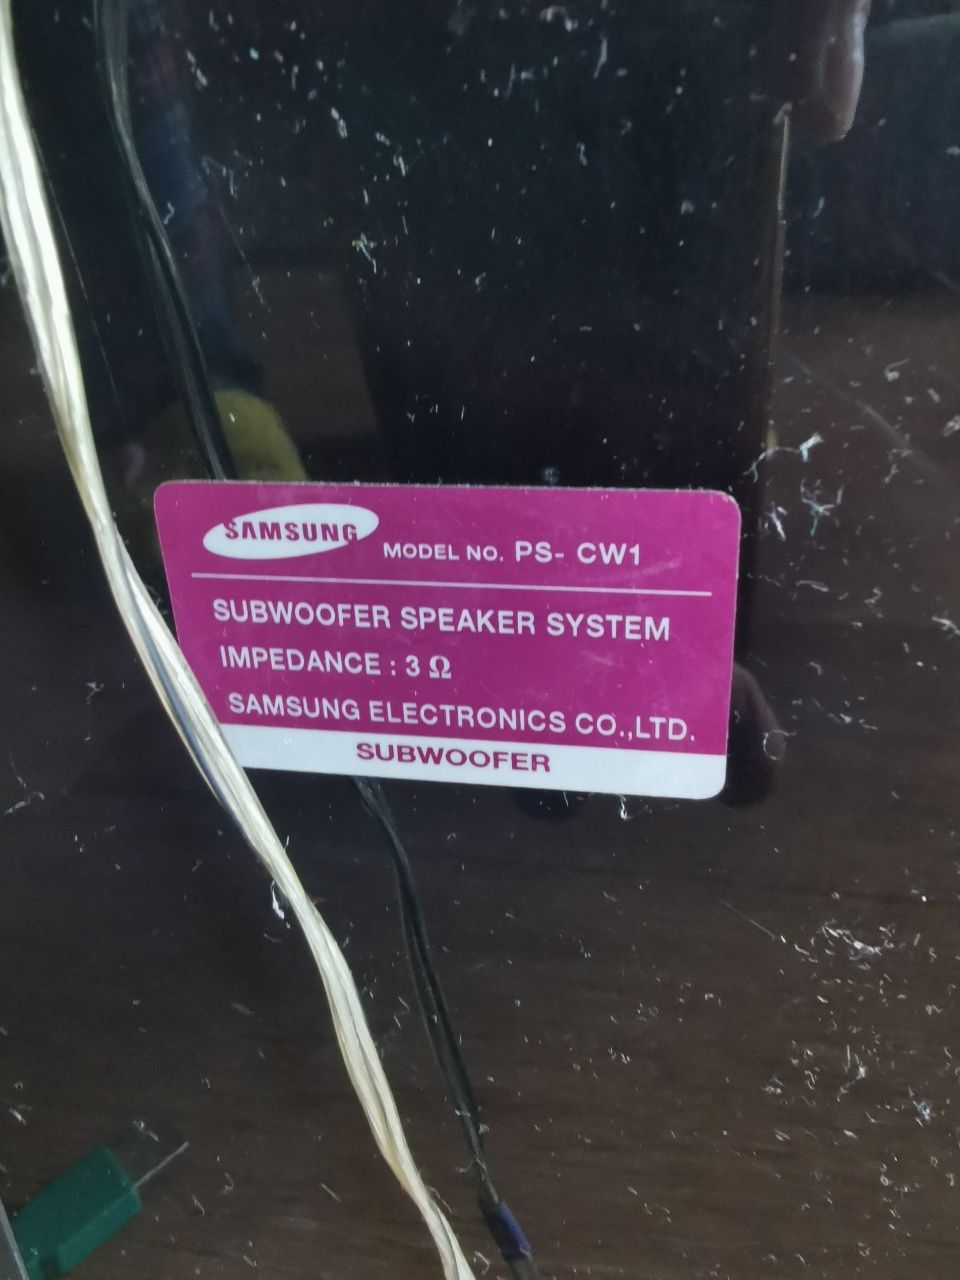 SAMSUNG MODEL NO. PS- CW1
SUBWOOFER SPEAKER SYSTEM
IMPEDANCE : 3 Ω
SAMSUNG ELECTRONICS CO.,LTD.
SUBWOOFER